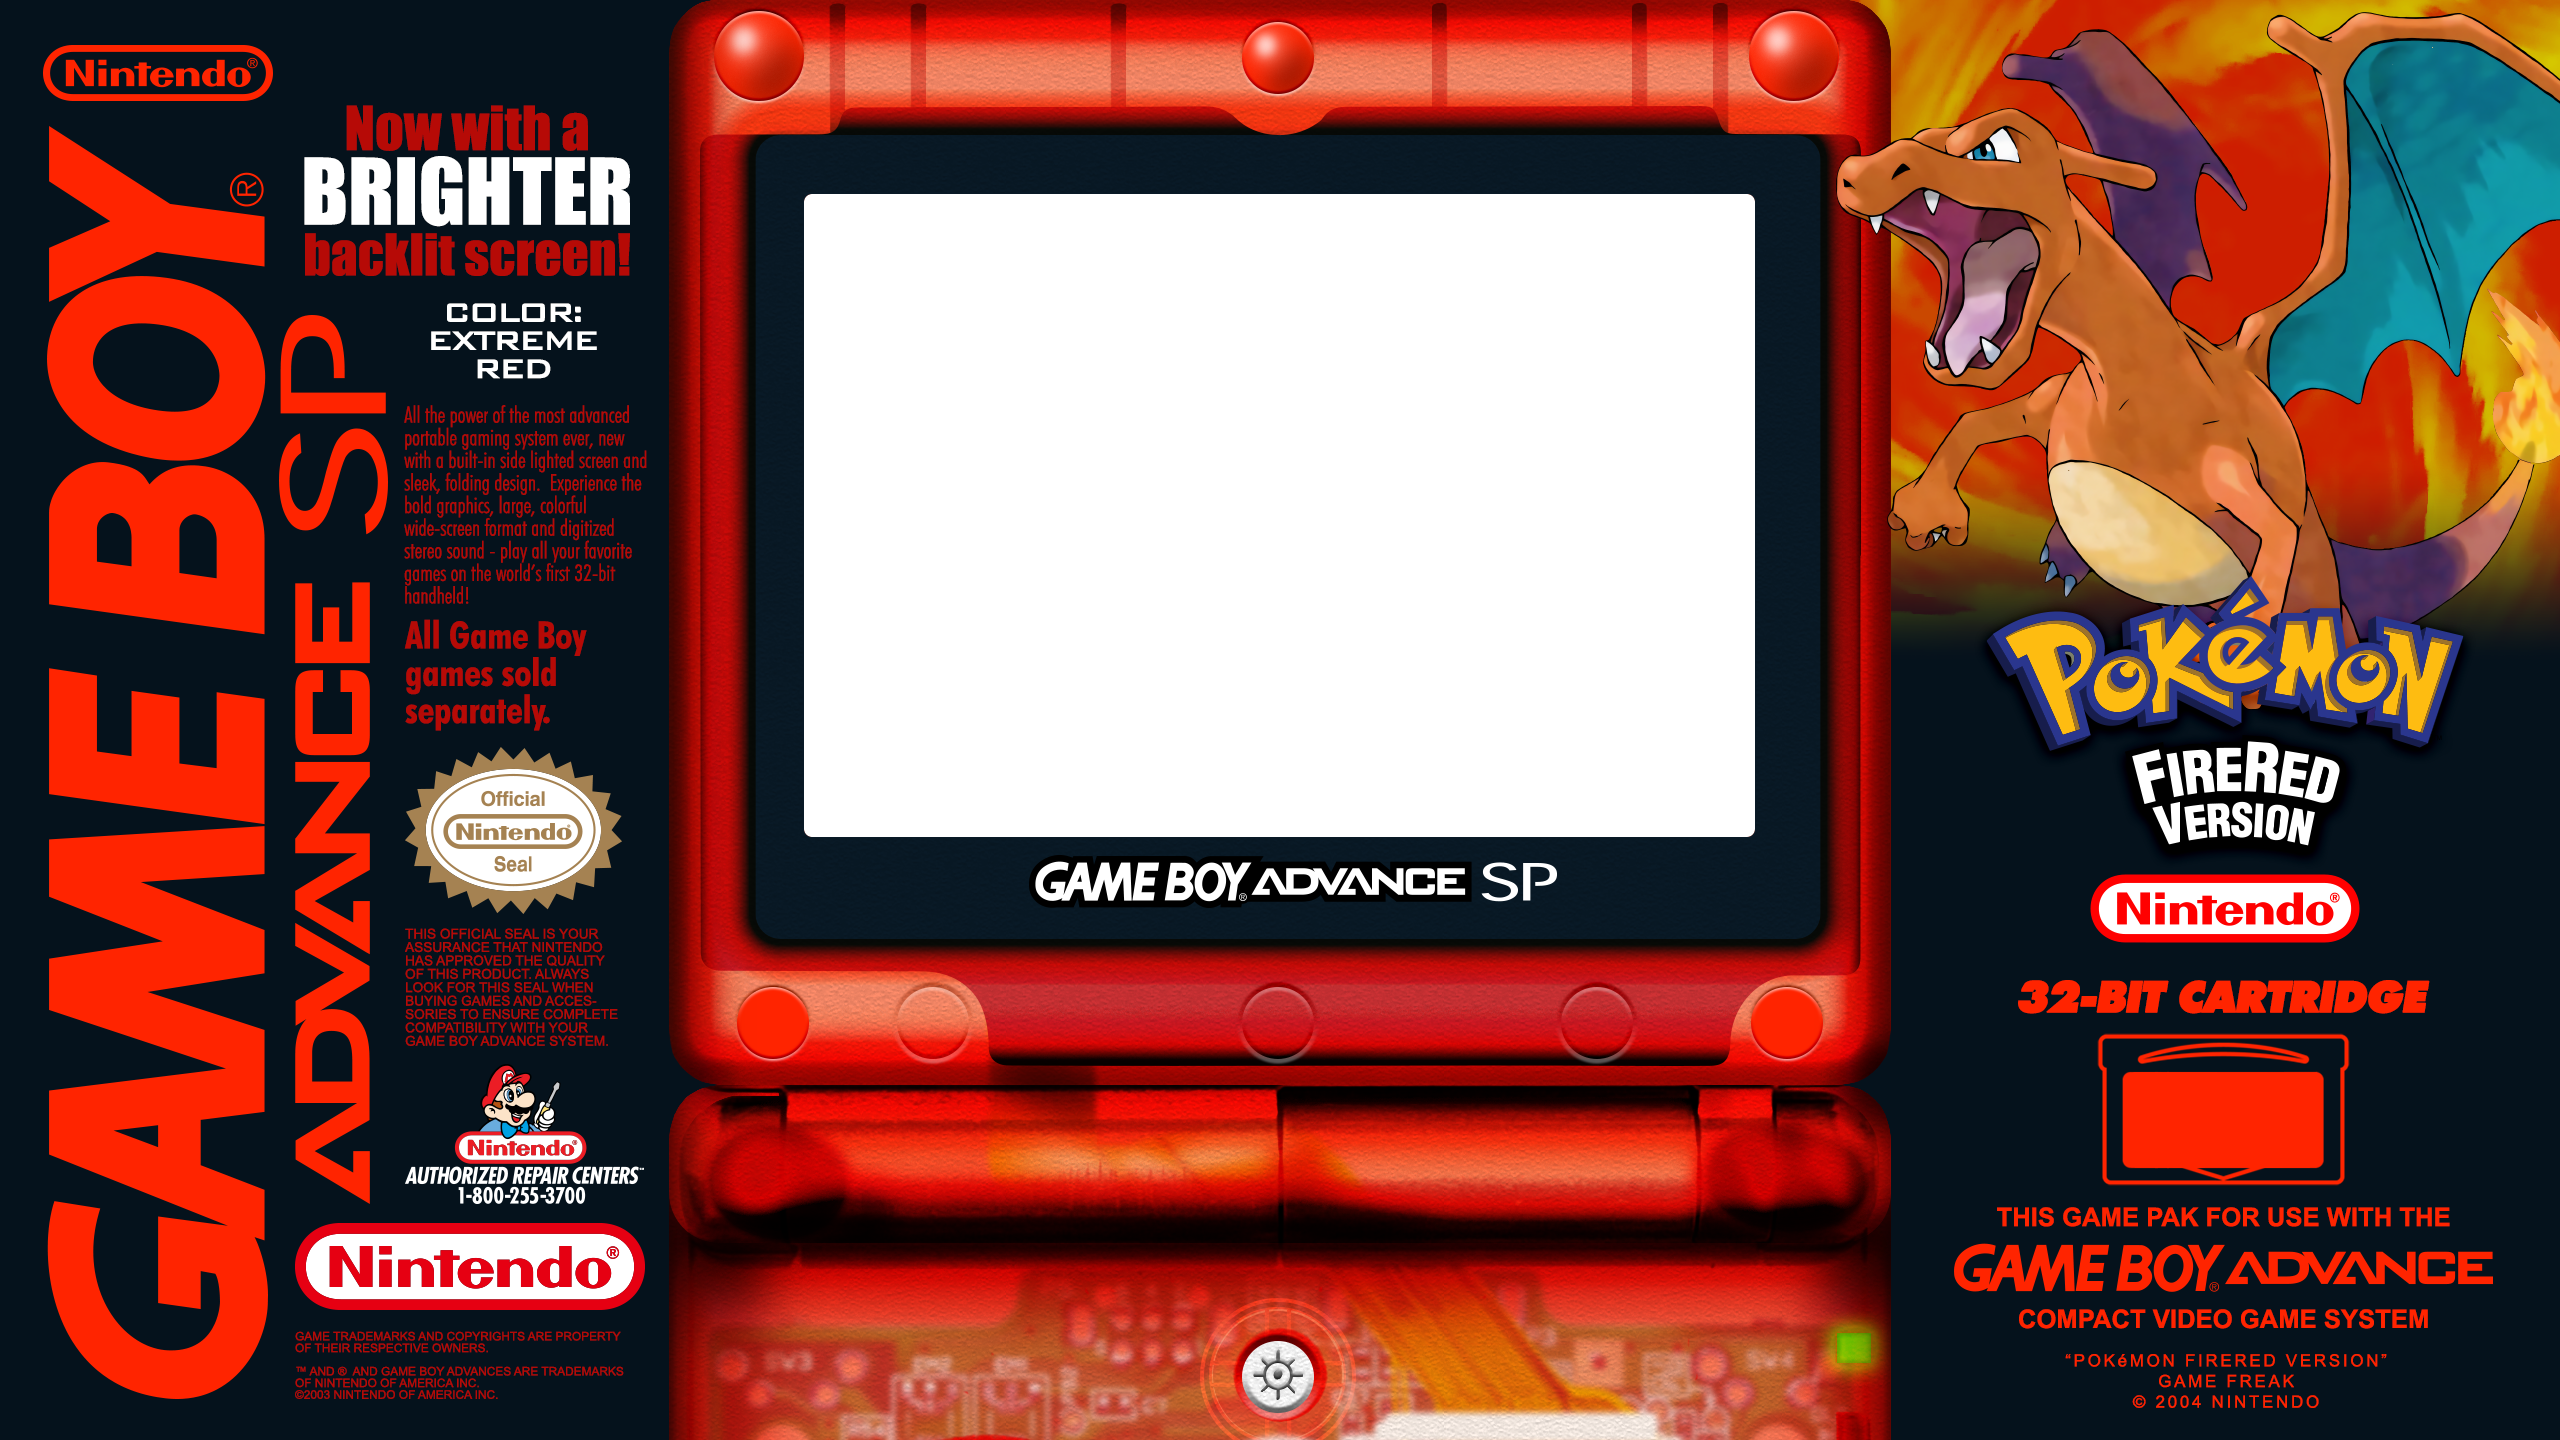 Nintendo®
GAME BOY®
ADVANCE SP
Now with a
BRIGHTER
backlit screen!
COLOR:
EXTREME
RED
All the power of the most advanced
portable gaming system ever, new
with a built-in side lighted screen and
sleek, folding design. Experience the
bold graphics, large, colorful
wide-screen format and digitized
stereo sound - play all your favorite
games on the world's first 32-bit
handheld!
All Game Boy
games sold
separately.
Official
Nintendo
Seal
THIS OFFICIAL SEAL IS YOUR
ASSURANCE THAT NINTENDO
HAS APPROVED THE QUALITY
OF THIS PRODUCT. ALWAYS
LOOK FOR THIS SEAL WHEN
BUYING GAMES AND ACCES-
SORIES TO ENSURE COMPLETE
COMPATIBILITY WITH YOUR
GAME BOY ADVANCE SYSTEM.
Nintendo®
AUTHORIZED REPAIR CENTERS™
1-800-255-3700
Nintendo®
GAME TRADEMARKS AND COPYRIGHTS ARE PROPERTY
OF THEIR RESPECTIVE OWNERS.
™ AND ® AND GAME BOY ADVANCES ARE TRADEMARKS
OF NINTENDO OF AMERICA INC.
©2003 NINTENDO OF AMERICA INC.
GAME BOY® ADVANCE SP
POKéMON
FIRERED
VERSION
Nintendo®
32-BIT CARTRIDGE
THIS GAME PAK FOR USE WITH THE
GAME BOY® ADVANCE
COMPACT VIDEO GAME SYSTEM
“POKéMON FIRERED VERSION”
GAME FREAK
© 2004 NINTENDO